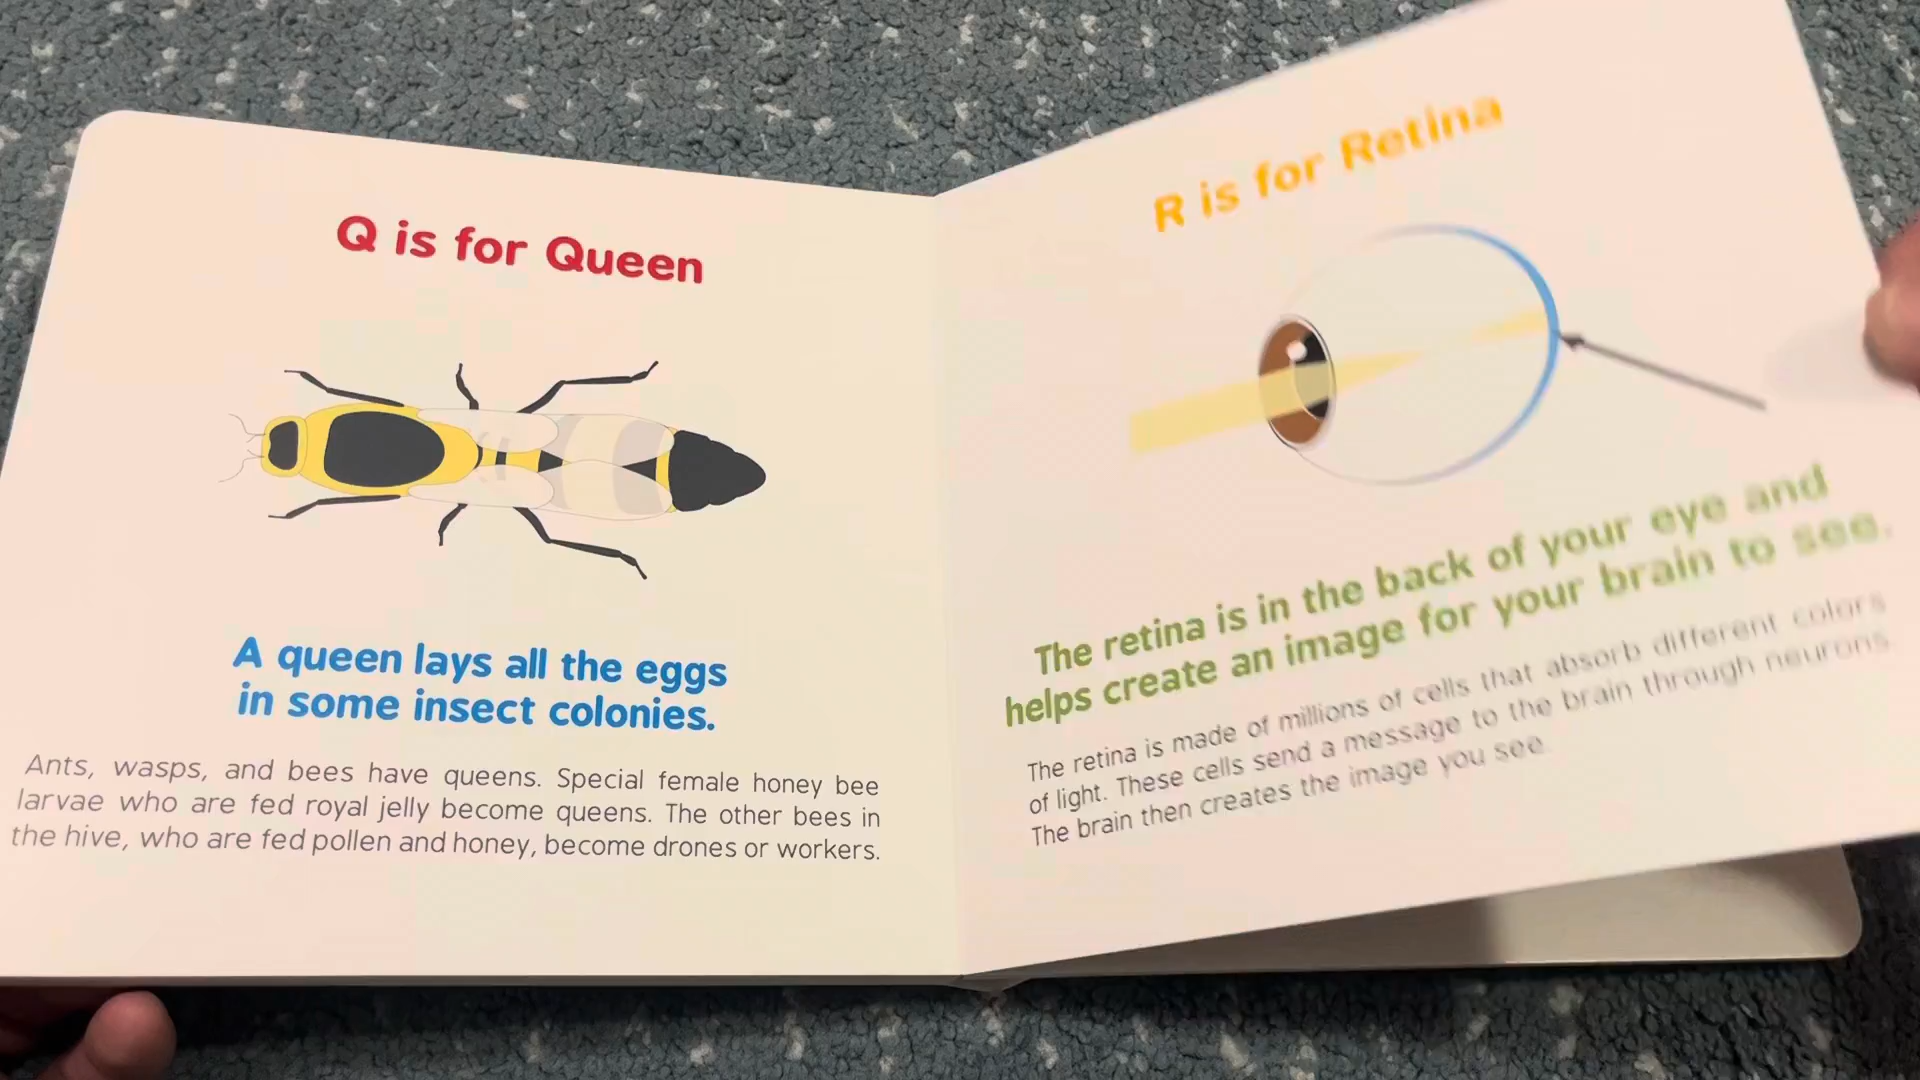 Q is for Queen
A queen lays all the eggs
in some insect colonies.
Ants, wasps, and bees have queens. Special female honey bee
larvae who are fed royal jelly become queens. The other bees in
the hive, who are fed pollen and honey, become drones or workers.
R is for Retina
The retina is in the back of your eye and
helps create an image for your brain to see.
The retina is made of millions of cells that absorb different colors
of light. These cells send a message to the brain through neurons.
The brain then creates the image you see.